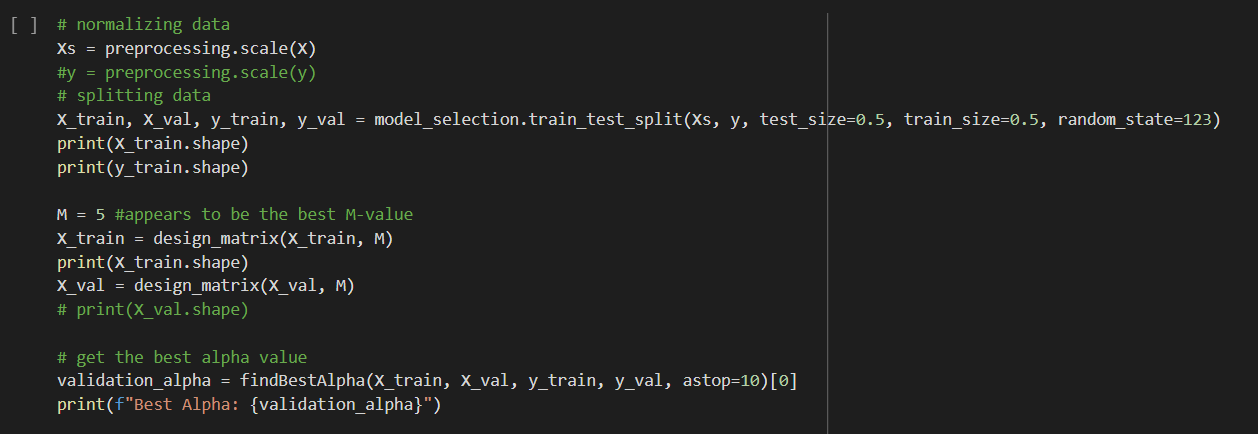 [ ] # normalizing data
Xs = preprocessing.scale(X)
#y = preprocessing.scale(y)
# splitting data
X_train, X_val, y_train, y_val = model_selection.train_test_split(Xs, y, test_size=0.5, train_size=0.5, random_state=123)
print(X_train.shape)
print(y_train.shape)
M = 5 #appears to be the best M-value
X_train = design_matrix(X_train, M)
print(X_train.shape)
X_val = design_matrix(X_val, M)
# print(X_val.shape)
# get the best alpha value
validation_alpha = findBestAlpha(X_train, X_val, y_train, y_val, astop=10)[0]
print(f"Best Alpha: {validation_alpha}")